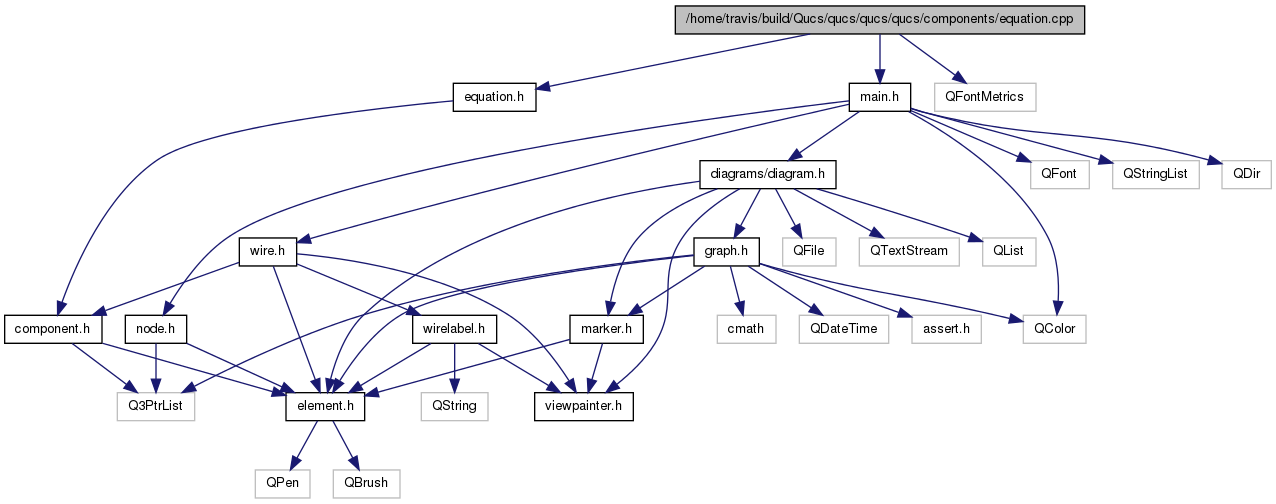 /home/travis/build/Qucs/qucs/qucs/qucs/components/equation.cpp
equation.h
main.h
QFontMetrics
diagrams/diagram.h
QFont
QStringList
QDir
wire.h
graph.h
QFile
QTextStream
QList
component.h
node.h
wirelabel.h
marker.h
cmath
QDateTime
assert.h
QColor
Q3PtrList
element.h
QString
viewpainter.h
QPen
QBrush